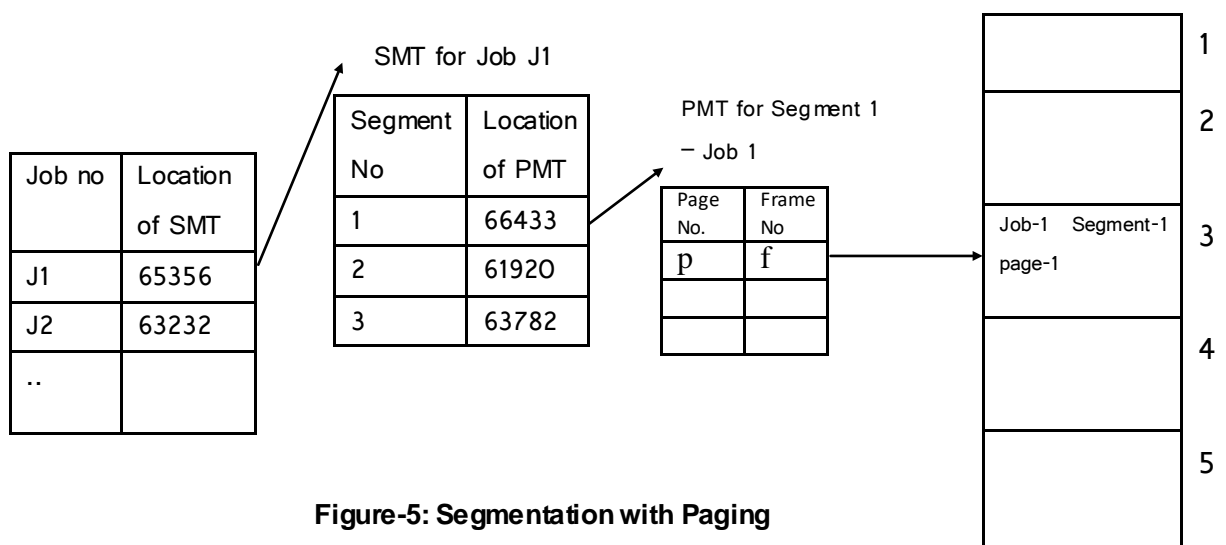 SMT for Job J1
Job no
Location
of SMT
J1
65356
J2
63232
..
Segment
No
Location
of PMT
1
66433
2
61920
3
63782
PMT for Segment 1
– Job 1
Page
No.
Frame
No
p
f
Job-1 Segment-1
page-1
1
2
3
4
5
Figure-5: Segmentation with Paging